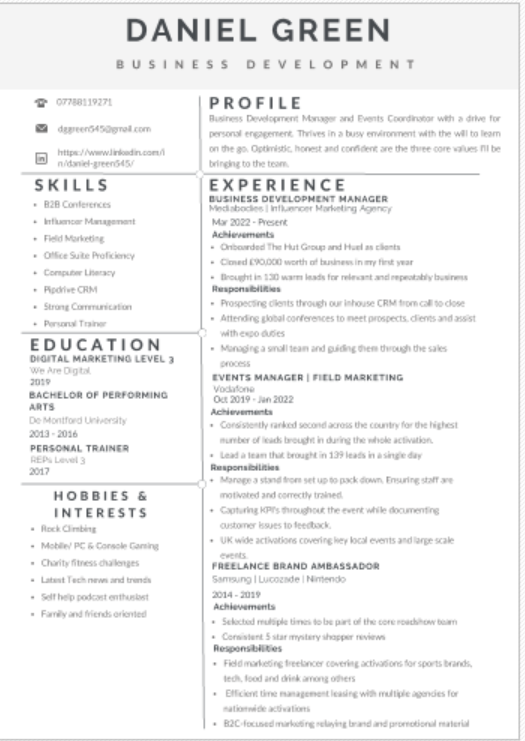 DANIEL GREEN
BUSINESS DEVELOPMENT
07788119271
dggreen545@gmail.com
https://www.linkedin.com/i
n/daniel-green545/
SKILLS
B2B Conferences
Influencer Management
Field Marketing
Office Suite Proficiency
Computer Literacy
Pipdrive CRM
Strong Communication
Personal Trainer
EDUCATION
DIGITAL MARKETING LEVEL 3
We Are Digital
2019
BACHELOR OF PERFORMING
ARTS
De Montford University
2013 - 2016
PERSONAL TRAINER
REPs Level 3
2017
HOBBIES &
INTERESTS
Rock Climbing
Mobile/ PC & Console Gaming
Charity fitness challenges
Latest Tech news and trends
Self help podcast enthusiast
Family and friends oriented
PROFILE
Business Development Manager and Events Coordinator with a drive for
personal engagement. Thrives in a busy environment with the will to learn
on the go. Optimistic, honest and confident are the three core values I'll be
bringing to the team.
EXPERIENCE
BUSINESS DEVELOPMENT MANAGER
Mediabodies | Influencer Marketing Agency
Mar 2022 - Present
Achievements
Onboarded The Hut Group and Huel as clients
Closed £90,000 worth of business in my first year
Brought in 130 warm leads for relevant and repeatably business
Responsibilities
Prospecting clients through our inhouse CRM from call to close
Attending global conferences to meet prospects, clients and assist
with expo duties
Managing a small team and guiding them through the sales
process
EVENTS MANAGER | FIELD MARKETING
Vodafone
Oct 2019 - Jan 2022
Achievements
Consistently ranked second across the country for the highest
number of leads brought in during the whole activation.
Lead a team that brought in 139 leads in a single day
Responsibilities
Manage a stand from set up to pack down. Ensuring staff are
motivated and correctly trained.
Capturing KPI's throughout the event while documenting
customer issues to feedback.
UK wide activations covering key local events and large scale
events.
FREELANCE BRAND AMBASSADOR
Samsung | Lucozade | Nintendo
2014 - 2019
Achievements
Selected multiple times to be part of the core roadshow team
Consistent 5 star mystery shopper reviews
Responsibilities
Field marketing freelancer covering activations for sports brands,
tech, food and drink among others
Efficient time management leasing with multiple agencies for
nationwide activations
B2C-focused marketing relaying brand and promotional material